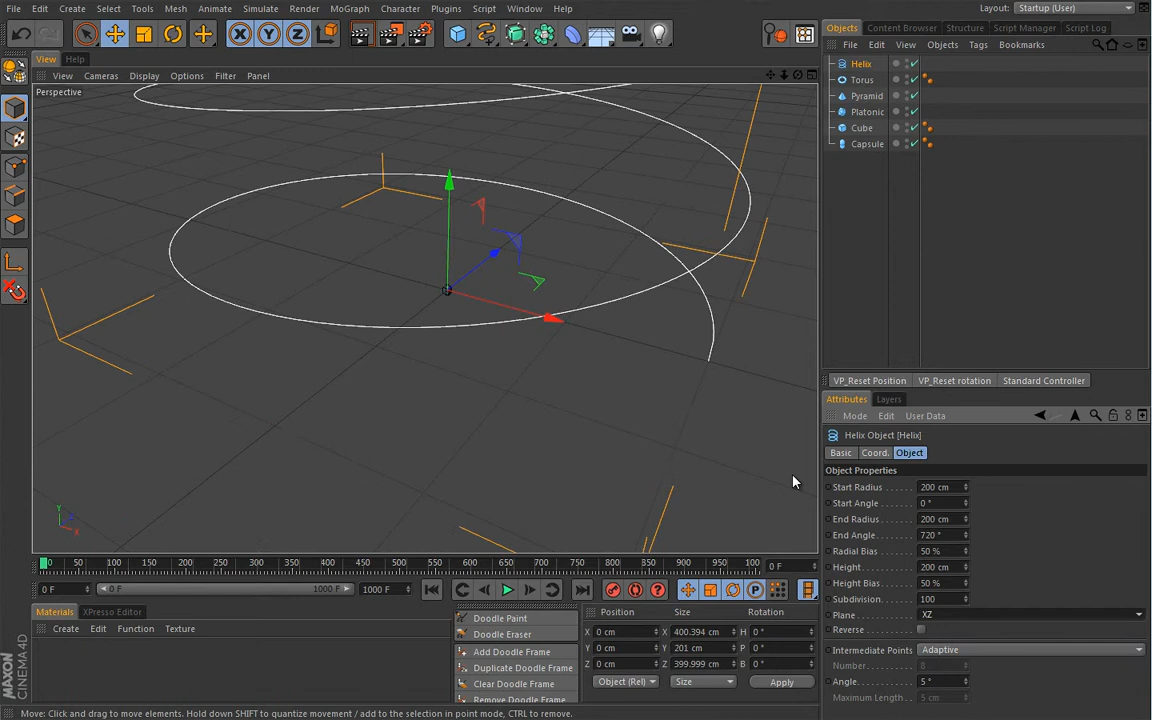 File Edit Select Tools Mesh Animate Simulate Render MoGraph Character Plugins Script Window Help Layout: Startup (User)
Objects Content Browser Structure Script Manager Script Log
File Edit View Objects Tags Bookmarks
View Help
View Cameras Display Options Filter Panel
Perspective
Helix
Torus
Pyramid
Platonic
Cube
Capsule
VP_Reset Position VP_Reset rotation Standard Controller
Attributes Layers
Mode Edit User Data
Helix Object [Helix]
Basic Coord. Object
Object Properties
Start Radius 200 cm
Start Angle 0 °
End Radius 200 cm
End Angle 720 °
Radial Bias 50 %
Height 200 cm
Height Bias 50 %
Subdivision 100
Plane XZ
Reverse
Intermediate Points Adaptive
Number 8
Angle 5 °
Maximum Length 5 cm
Y
X
0 50 100 150 200 250 300 350 400 450 500 550 600 650 700 750 800 850 900 950 100 0 F
0 F 0 F 1000 F 1000 F
Materials XPresso Editor
Create Edit Function Texture
Doodle Paint
Doodle Eraser
Add Doodle Frame
Duplicate Doodle Frame
Clear Doodle Frame
Remove Doodle Frame
Position Size Rotation
X 0 cm X 400.394 cm H 0 °
Y 0 cm Y 201 cm P 0 °
Z 0 cm Z 399.999 cm B 0 °
Object (Rel) Size Apply
MAXON
CINEMA 4D
Move: Click and drag to move elements. Hold down SHIFT to quantize movement / add to the selection in point mode, CTRL to remove.